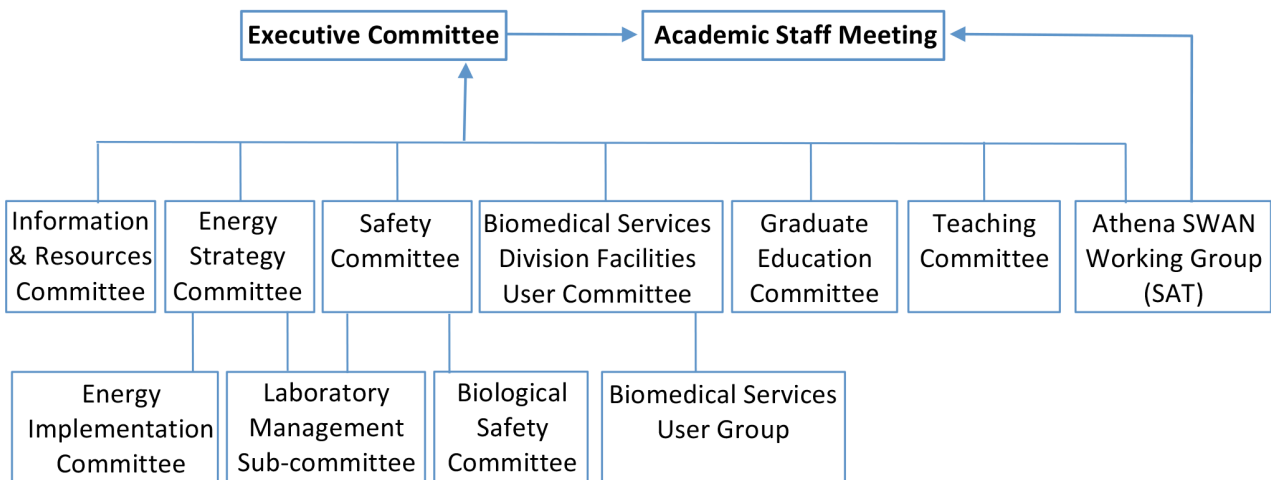 Executive Committee
Academic Staff Meeting
Information
& Resources
Committee
Energy
Strategy
Committee
Safety
Committee
Biomedical Services
Division Facilities
User Committee
Graduate
Education
Committee
Teaching
Committee
Athena SWAN
Working Group
(SAT)
Energy
Implementation
Committee
Laboratory
Management
Sub-committee
Biological
Safety
Committee
Biomedical Services
User Group